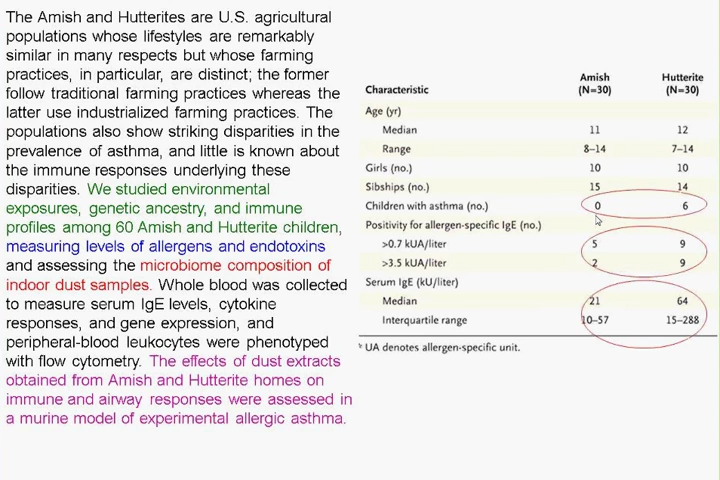 The Amish and Hutterites are U.S. agricultural
populations whose lifestyles are remarkably
similar in many respects but whose farming
practices, in particular, are distinct; the former
follow traditional farming practices whereas the
latter use industrialized farming practices. The
populations also show striking disparities in the
prevalence of asthma, and little is known about
the immune responses underlying these
disparities. We studied environmental
exposures, genetic ancestry, and immune
profiles among 60 Amish and Hutterite children,
measuring levels of allergens and endotoxins
and assessing the microbiome composition of
indoor dust samples. Whole blood was collected
to measure serum IgE levels, cytokine
responses, and gene expression, and
peripheral-blood leukocytes were phenotyped
with flow cytometry. The effects of dust extracts
obtained from Amish and Hutterite homes on
immune and airway responses were assessed in
a murine model of experimental allergic asthma.
Characteristic Amish (N=30) Hutterite (N=30)
Age (yr)
Median 11 12
Range 8–14 7–14
Girls (no.) 10 10
Sibships (no.) 15 14
Children with asthma (no.) 0 6
Positivity for allergen-specific IgE (no.)
>0.7 kUA/liter 5 9
>3.5 kUA/liter 2 9
Serum IgE (kU/liter)
Median 21 64
Interquartile range 10–57 15–288
UA denotes allergen-specific unit.